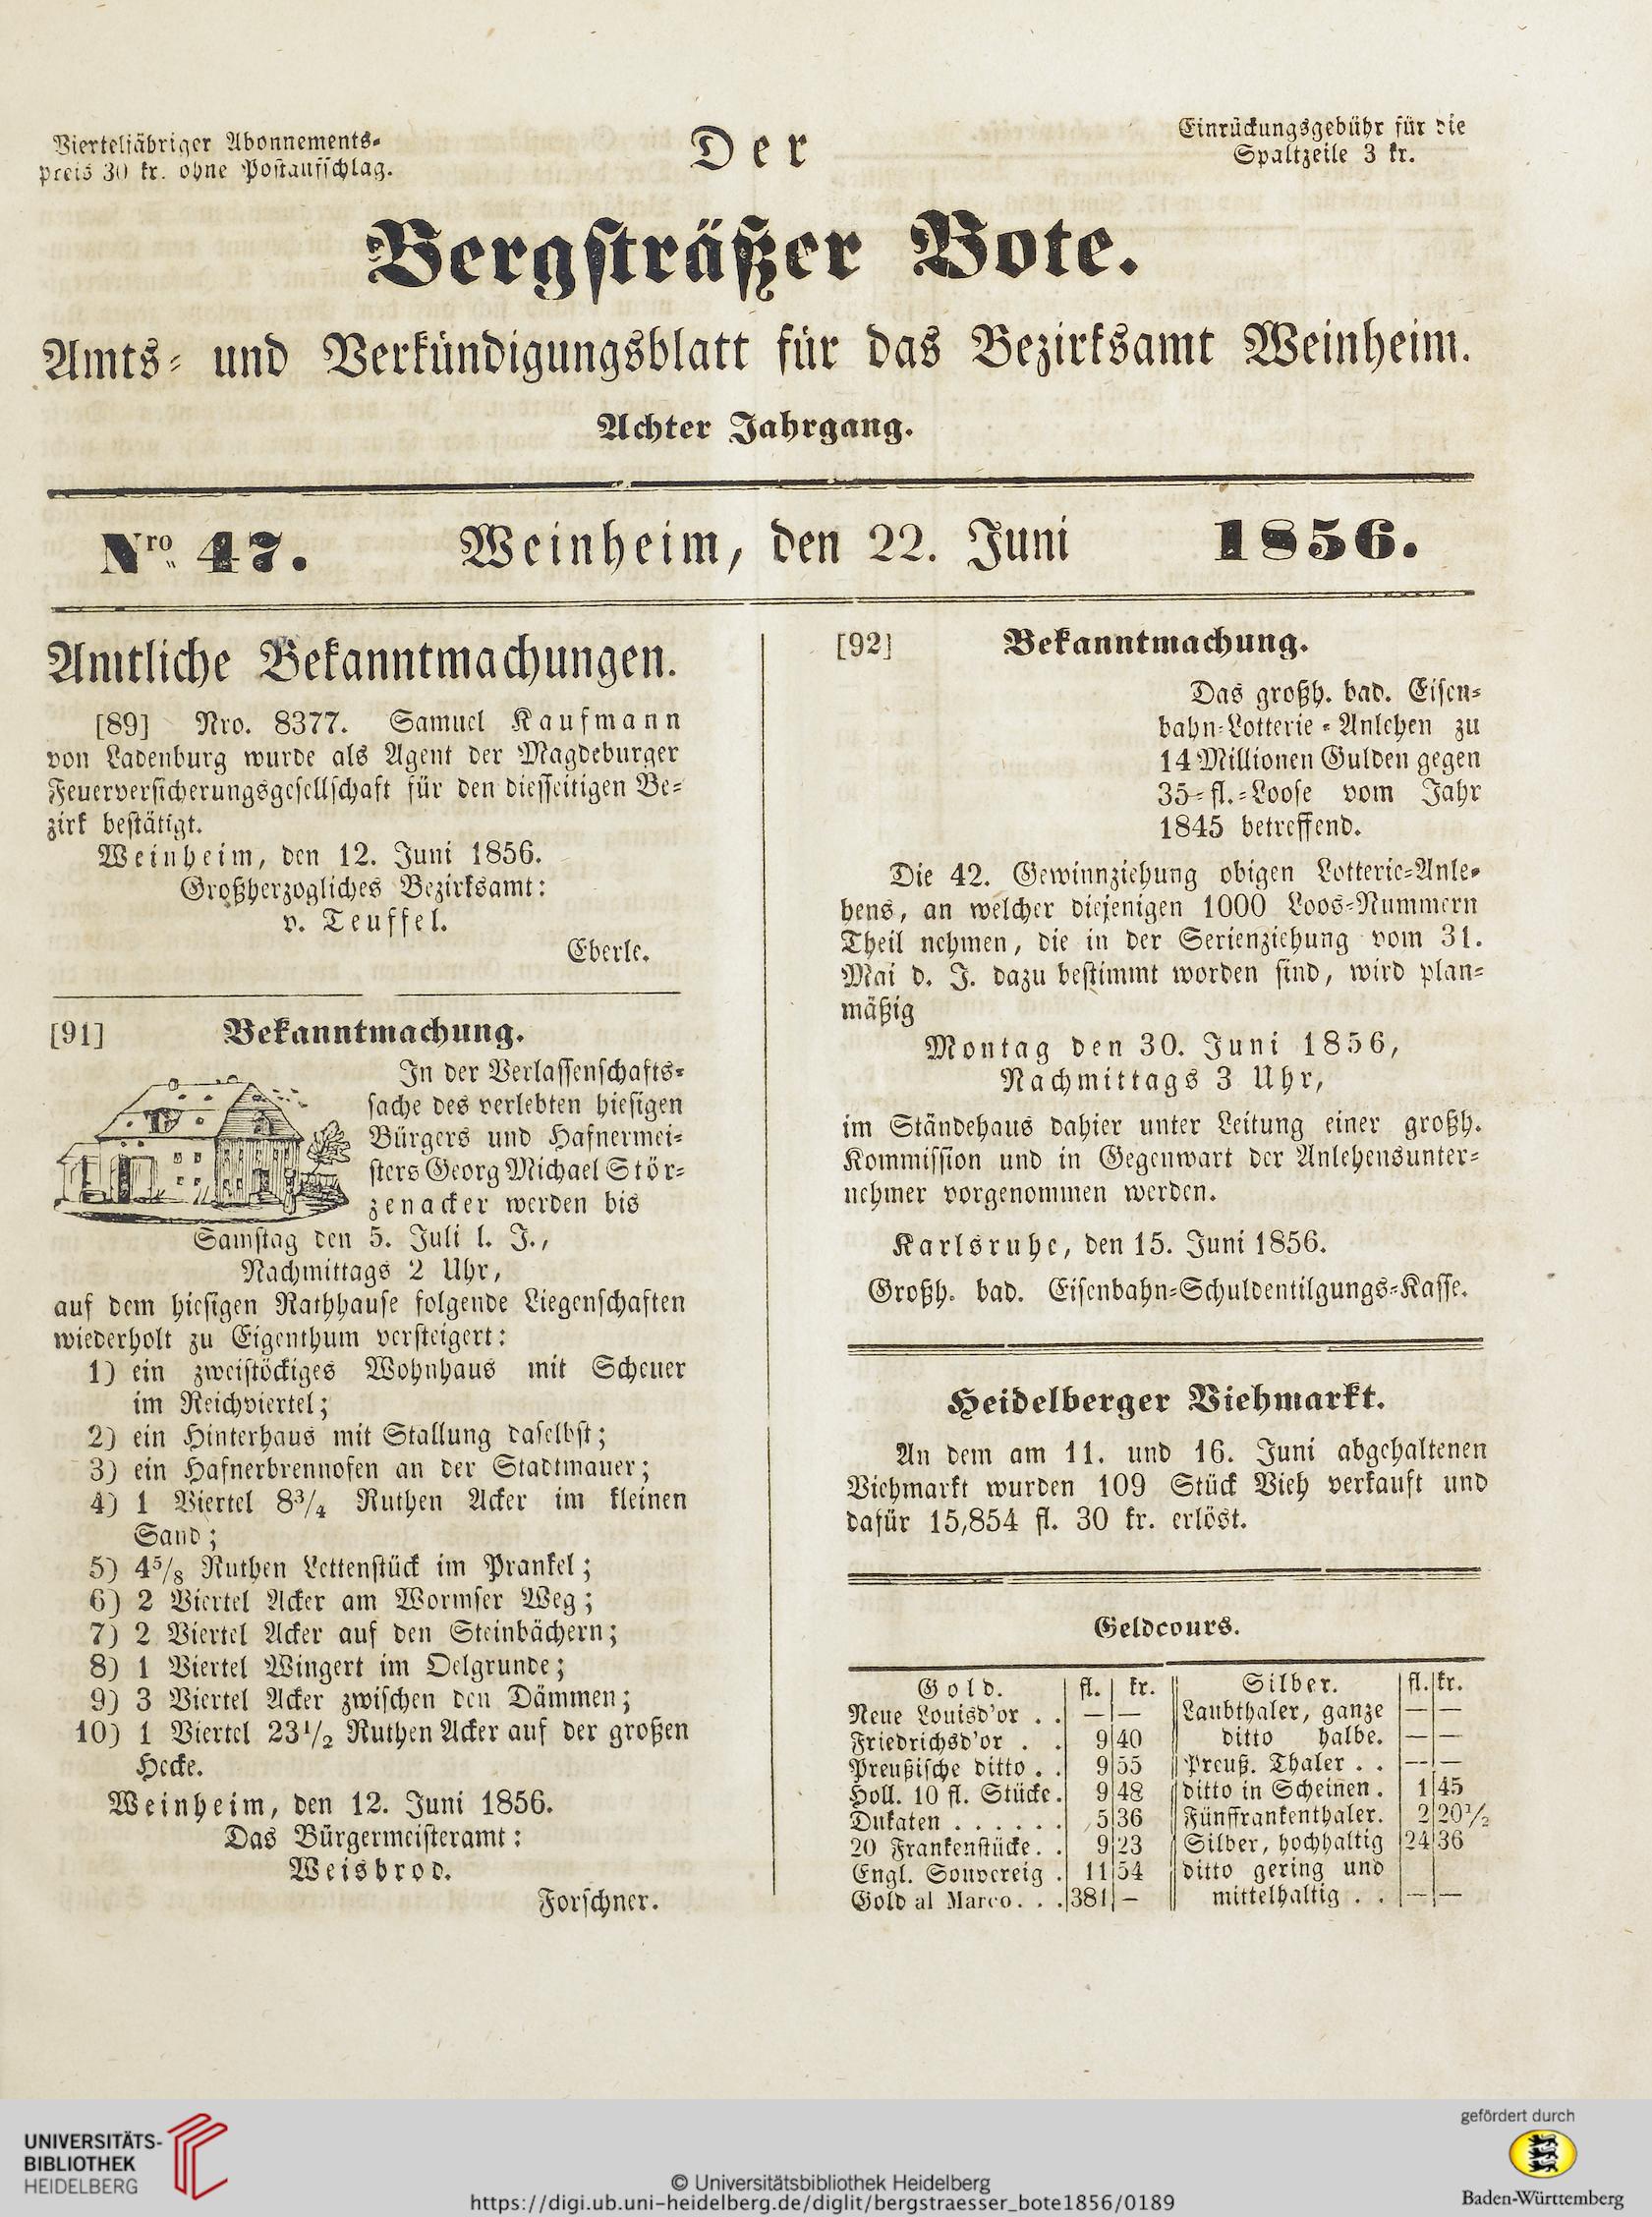 Vierteljähriger Abonnements-
preis 30 kr. ohne Postaufschlag.
Der
Einrückungsgebühr für die
Spaltzeile 3 kr.
Bergsträßer Bote.
Amts- und Verkündigungsblatt für das Bezirksamt Weinheim.
Achter Jahrgang.
Nro. 47. Weinheim, den 22. Juni 1856.
Amtliche Bekanntmachungen.
[89] Nro. 8377. Samuel Kaufmann
von Ladenburg wurde als Agent der Magdeburger
Feuerversicherungsgesellschaft für den diesseitigen Be-
zirk bestätigt.
Weinheim, den 12. Juni 1856.
Großherzogliches Bezirksamt:
v. Teuffel.
Eberle.
[91] Bekanntmachung.
In der Verlassenschafts-
sache des verlebten hiesigen
Bürgers und Hafnermei-
sters Georg Michael Stör-
zenacker werden bis
Samstag den 5. Juli l. J.,
Nachmittags 2 Uhr,
auf dem hiesigen Rathhause folgende Liegenschaften
wiederholt zu Eigenthum versteigert:
1) ein zweistöckiges Wohnhaus mit Scheuer
im Reichviertel;
2) ein Hinterhaus mit Stallung daselbst;
3) ein Hafnerbrennofen an der Stadtmauer;
4) 1 Viertel 8³/₄ Ruthen Acker im kleinen
Sand;
5) 4⁵/₈ Ruthen Lettenstück im Prankel;
6) 2 Viertel Acker am Wormser Weg;
7) 2 Viertel Acker auf den Steinbächern;
8) 1 Viertel Wingert im Oelgrunde;
9) 3 Viertel Acker zwischen den Dämmen;
10) 1 Viertel 23¹/₂ Ruthen Acker auf der großen
Hecke.
Weinheim, den 12. Juni 1856.
Das Bürgermeisteramt:
Weisbrod.
Forschner.
[92] Bekanntmachung.
Das großh. bad. Eisen-
bahn-Lotterie-Anlehen zu
14 Millionen Gulden gegen
35-fl.-Loose vom Jahr
1845 betreffend.
Die 42. Gewinnziehung obigen Lotterie-Anle-
hens, an welcher diejenigen 1000 Loos-Nummern
Theil nehmen, die in der Serienziehung vom 31.
Mai d. J. dazu bestimmt worden sind, wird plan-
mäßig
Montag den 30. Juni 1856,
Nachmittags 3 Uhr,
im Ständehaus dahier unter Leitung einer großh.
Kommission und in Gegenwart der Anlehensunter-
nehmer vorgenommen werden.
Karlsruhe, den 15. Juni 1856.
Großh. bad. Eisenbahn-Schuldentilgungs-Kasse.
Heidelberger Viehmarkt.
An dem am 11. und 16. Juni abgehaltenen
Viehmarkt wurden 109 Stück Vieh verkauft und
dafür 15,854 fl. 30 kr. erlöst.
Geldcours.
Gold. fl. kr. Silber. fl. kr.
Neue Louisd'or . . — — Laubthaler, ganze — —
Friedrichsd'or . . 9 40 ditto halbe. — —
Preußische ditto . . 9 55 Preuß. Thaler . . — —
Holl. 10 fl. Stücke. 9 48 ditto in Scheinen . 1 45
Dukaten . . . . . . 5 36 Fünffrankenthaler. 2 20½
20 Frankenstücke. . 9 23 Silber, hochhaltig 24 36
Engl. Souvereig . 11 54 ditto gering und
Gold al Marco. . . 381 — mittelhaltig . . — —
UNIVERSITÄTS-
BIBLIOTHEK
HEIDELBERG
© Universitätsbibliothek Heidelberg
https://digi.ub.uni-heidelberg.de/diglit/bergstraesser_bote1856/0189
gefördert durch
Baden-Württemberg